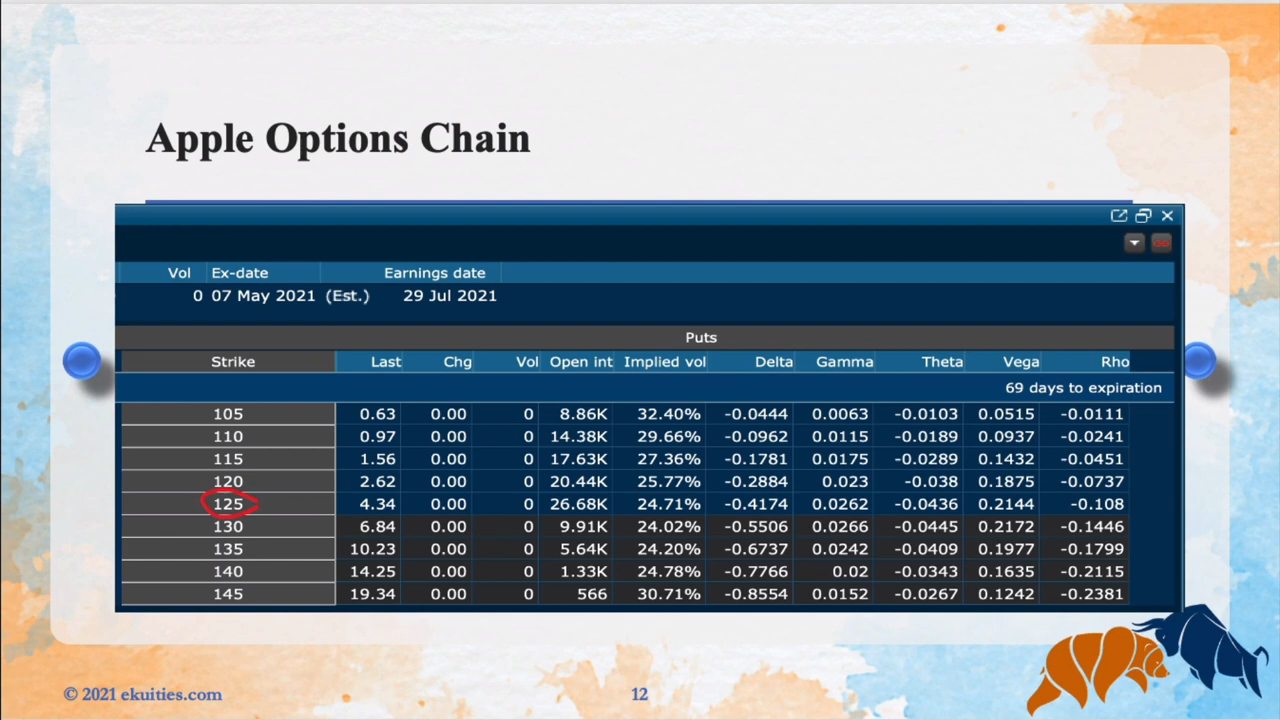 Apple Options Chain
Vol Ex-date Earnings date
0 07 May 2021 (Est.) 29 Jul 2021
Puts
Strike Last Chg Vol Open int Implied vol Delta Gamma Theta Vega Rho
69 days to expiration
105 0.63 0.00 0 8.86K 32.40% -0.0444 0.0063 -0.0103 0.0515 -0.0111
110 0.97 0.00 0 14.38K 29.66% -0.0962 0.0115 -0.0189 0.0937 -0.0241
115 1.56 0.00 0 17.63K 27.36% -0.1781 0.0175 -0.0289 0.1432 -0.0451
120 2.62 0.00 0 20.44K 25.77% -0.2884 0.023 -0.038 0.1875 -0.0737
125 4.34 0.00 0 26.68K 24.71% -0.4174 0.0262 -0.0436 0.2144 -0.108
130 6.84 0.00 0 9.91K 24.02% -0.5506 0.0266 -0.0445 0.2172 -0.1446
135 10.23 0.00 0 5.64K 24.20% -0.6737 0.0242 -0.0409 0.1977 -0.1799
140 14.25 0.00 0 1.33K 24.78% -0.7766 0.02 -0.0343 0.1635 -0.2115
145 19.34 0.00 0 566 30.71% -0.8554 0.0152 -0.0267 0.1242 -0.2381
© 2021 ekuities.com 12